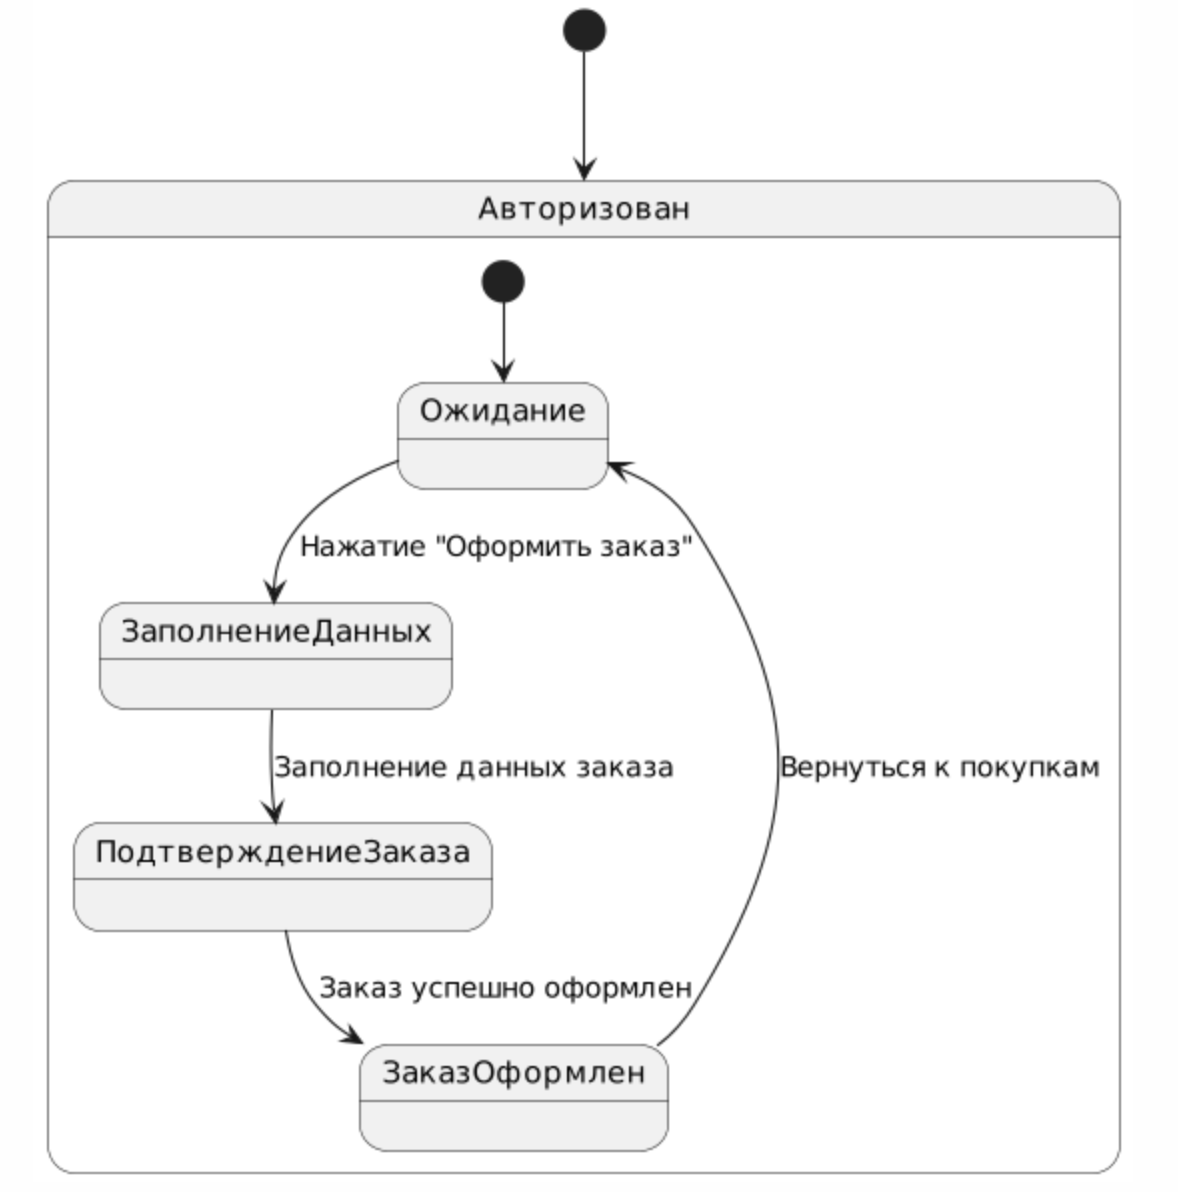 Авторизован
Ожидание
Нажатие "Оформить заказ"
ЗаполнениеДанных
Заполнение данных заказа
Вернуться к покупкам
ПодтверждениеЗаказа
Заказ успешно оформлен
ЗаказОформлен